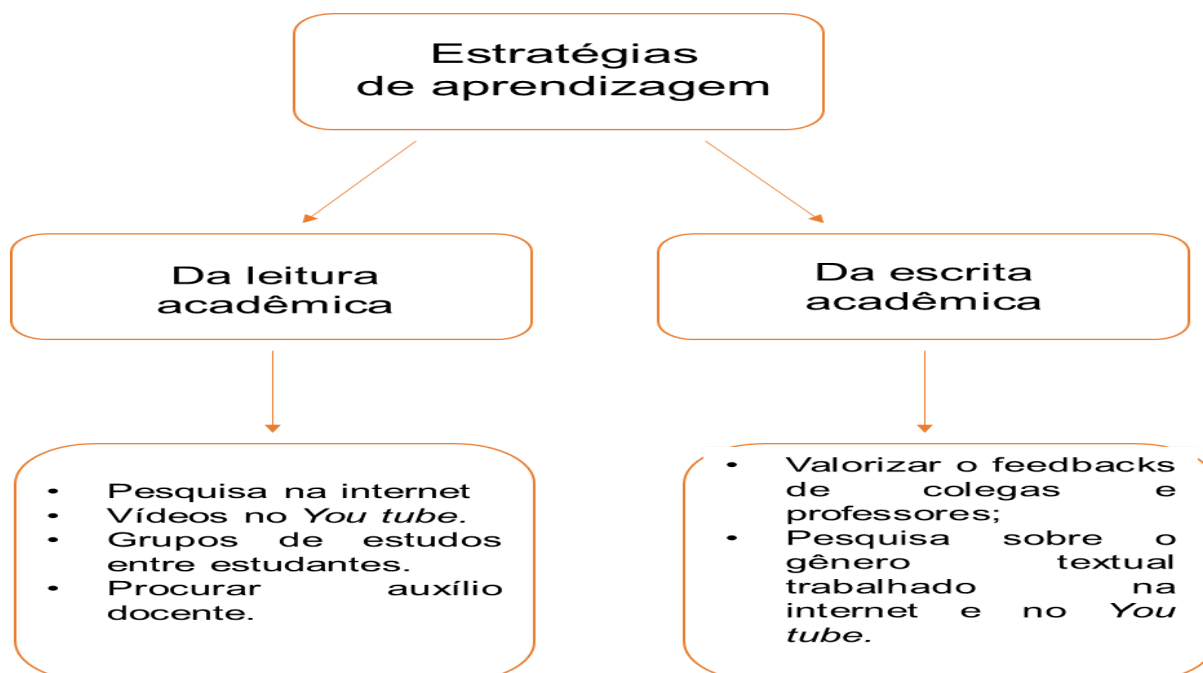 Estratégias
de aprendizagem
Da leitura
acadêmica
Da escrita
acadêmica
• Pesquisa na internet
• Vídeos no You tube.
• Grupos de estudos
entre estudantes.
• Procurar auxílio
docente.
• Valorizar o feedbacks
de colegas e
professores;
• Pesquisa sobre o
gênero textual
trabalhado na
internet e no You
tube.